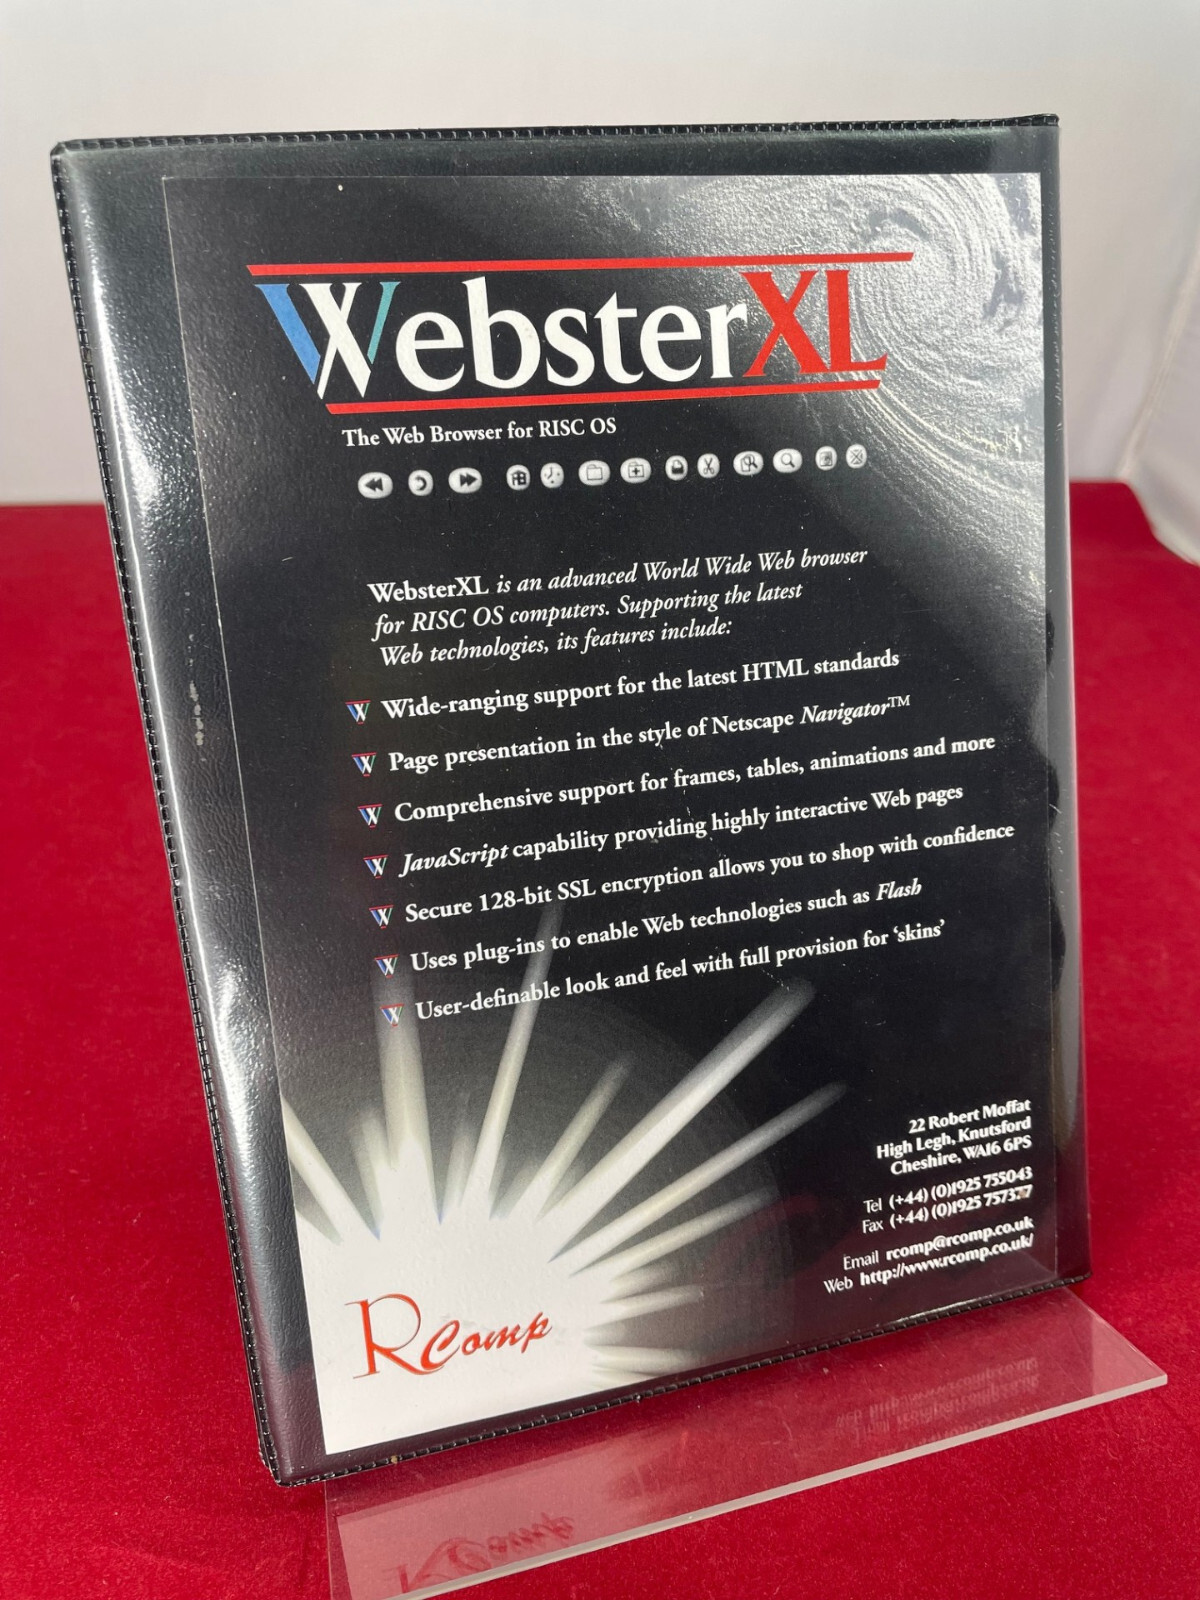 WebsterXL
The Web Browser for RISC OS
WebsterXL is an advanced World Wide Web browser
for RISC OS computers. Supporting the latest
Web technologies, its features include:
Wide-ranging support for the latest HTML standards
Page presentation in the style of Netscape Navigator™
Comprehensive support for frames, tables, animations and more
JavaScript capability providing highly interactive Web pages
Secure 128-bit SSL encryption allows you to shop with confidence
Uses plug-ins to enable Web technologies such as Flash
User-definable look and feel with full provision for ‘skins’
22 Robert Moffat
High Legh, Knutsford
Cheshire, WA16 6PS
Tel (+44) (0)1925 755043
Fax (+44) (0)1925
Email rcomp@rcomp.co.uk
Web http://www.rcomp.co.uk/
RComp